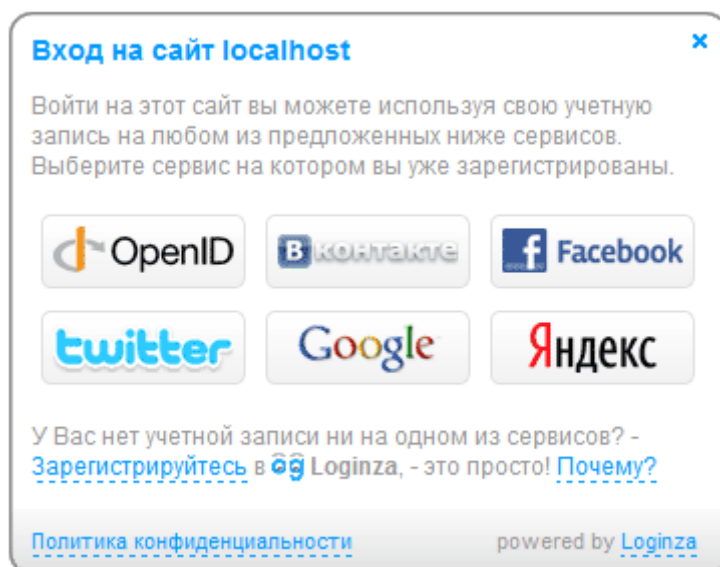 Вход на сайт localhost
Войти на этот сайт вы можете используя свою учетную
запись на любом из предложенных ниже сервисов.
Выберите сервис на котором вы уже зарегистрированы.
OpenID В контакте Facebook
twitter Google Яндекс
У Вас нет учетной записи ни на одном из сервисов? -
Зарегистрируйтесь в Loginza, - это просто! Почему?
Политика конфиденциальности powered by Loginza